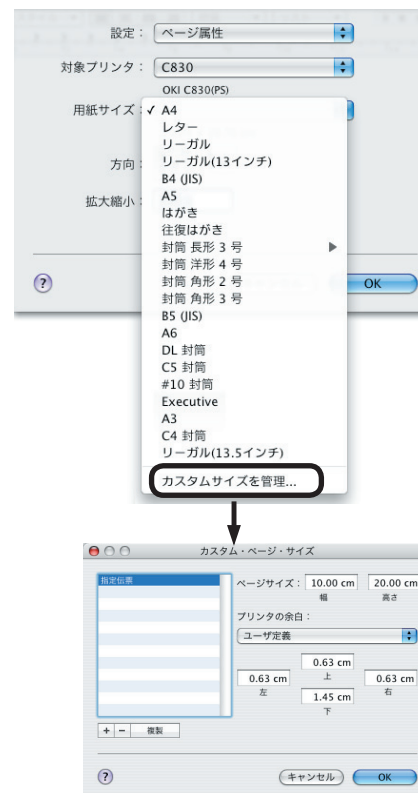 設定： ページ属性
対象プリンタ： C830
OKI C830(PS)
用紙サイズ： ✓ A4
レター
リーガル
リーガル(13インチ)
方向：
B4 (JIS)
A5
拡大縮小：
はがき
往復はがき
封筒 長形 3 号
封筒 洋形 4 号
封筒 角形 2 号
? OK
封筒 角形 3 号
B5 (JIS)
A6
DL 封筒
C5 封筒
#10 封筒
Executive
A3
C4 封筒
リーガル(13.5インチ)
カスタムサイズを管理...
カスタム・ページ・サイズ
指定伝票
ページサイズ： 10.00 cm 20.00 cm
幅 高さ
プリンタの余白：
ユーザ定義
0.63 cm
上
0.63 cm 0.63 cm
左 右
1.45 cm
下
+ − 複製
? キャンセル OK